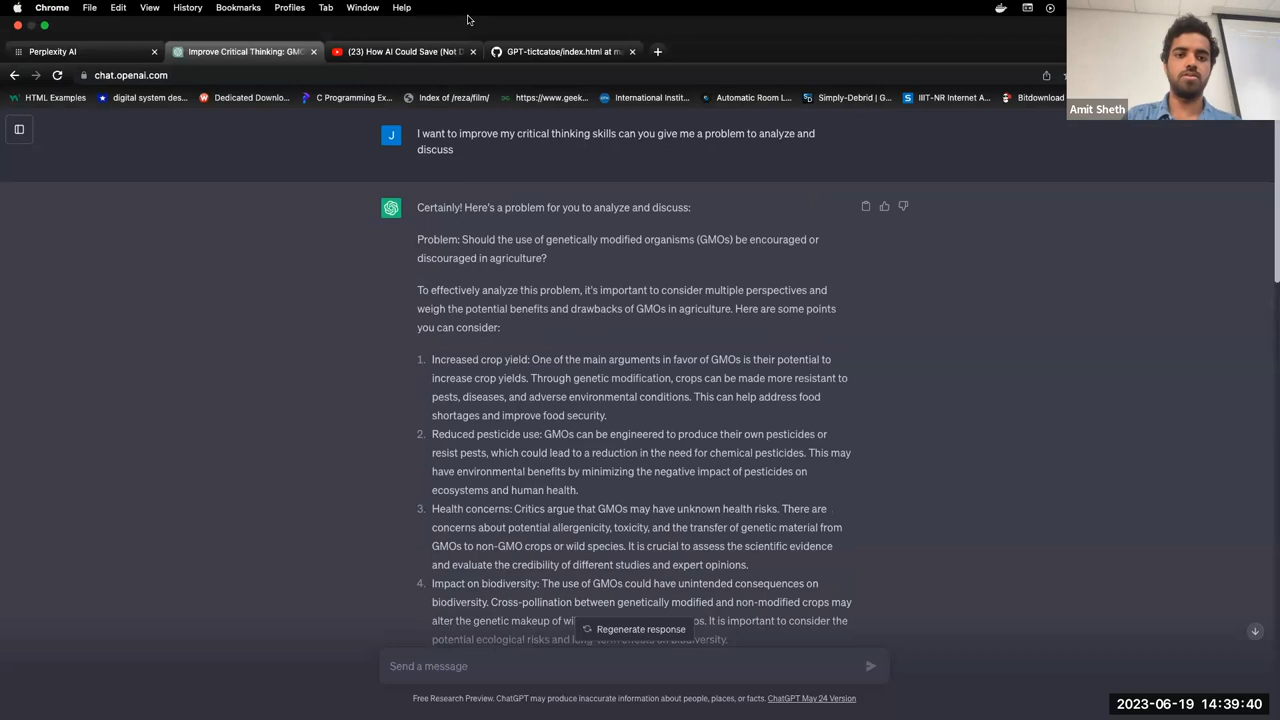 Chrome File Edit View History Bookmarks Profiles Tab Window Help
Perplexity AI
Improve Critical Thinking: GMO
(23) How AI Could Save (Not D
GPT-tictcatoe/index.html at m
chat.openai.com
HTML Examples
digital system des...
Dedicated Downlo...
C Programming Ex...
Index of /reza/film/
https://www.geek...
International Instit...
Automatic Room L...
Simply-Debrid | G...
IIIT-NR Internet A...
Bitdownload
Amit Sheth
J
I want to improve my critical thinking skills can you give me a problem to analyze and
discuss
Certainly! Here's a problem for you to analyze and discuss:
Problem: Should the use of genetically modified organisms (GMOs) be encouraged or
discouraged in agriculture?
To effectively analyze this problem, it's important to consider multiple perspectives and
weigh the potential benefits and drawbacks of GMOs in agriculture. Here are some points
you can consider:
1. Increased crop yield: One of the main arguments in favor of GMOs is their potential to
increase crop yields. Through genetic modification, crops can be made more resistant to
pests, diseases, and adverse environmental conditions. This can help address food
shortages and improve food security.
2. Reduced pesticide use: GMOs can be engineered to produce their own pesticides or
resist pests, which could lead to a reduction in the need for chemical pesticides. This may
have environmental benefits by minimizing the negative impact of pesticides on
ecosystems and human health.
3. Health concerns: Critics argue that GMOs may have unknown health risks. There are
concerns about potential allergenicity, toxicity, and the transfer of genetic material from
GMOs to non-GMO crops or wild species. It is crucial to assess the scientific evidence
and evaluate the credibility of different studies and expert opinions.
4. Impact on biodiversity: The use of GMOs could have unintended consequences on
biodiversity. Cross-pollination between genetically modified and non-modified crops may
alter the genetic makeup of It is important to consider the
potential ecological risks and long-term effects on biodiversity.
Regenerate response
Send a message
Free Research Preview. ChatGPT may produce inaccurate information about people, places, or facts. ChatGPT May 24 Version
2023-06-19 14:39:40